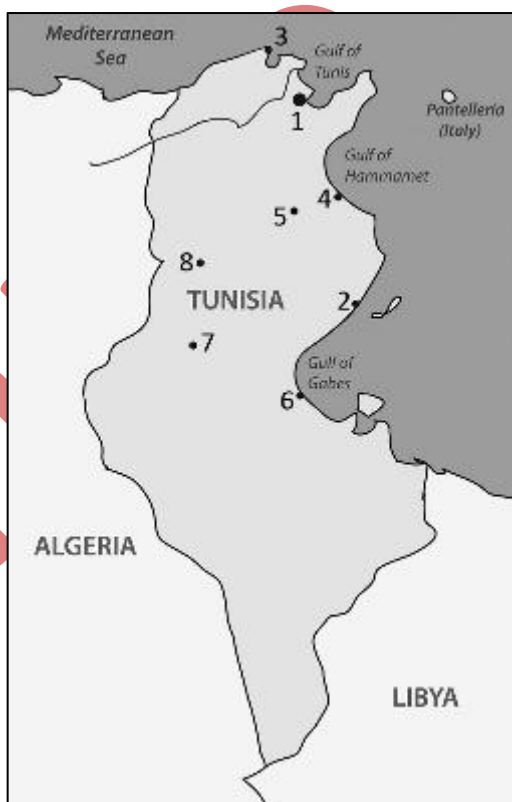 Mediterranean
Sea
3
Gulf of
Tunis
1
Pantelleria
(Italy)
Gulf of
Hammamet
4
5
8
TUNISIA
2
7
Gulf of
Gabes
6
ALGERIA
LIBYA